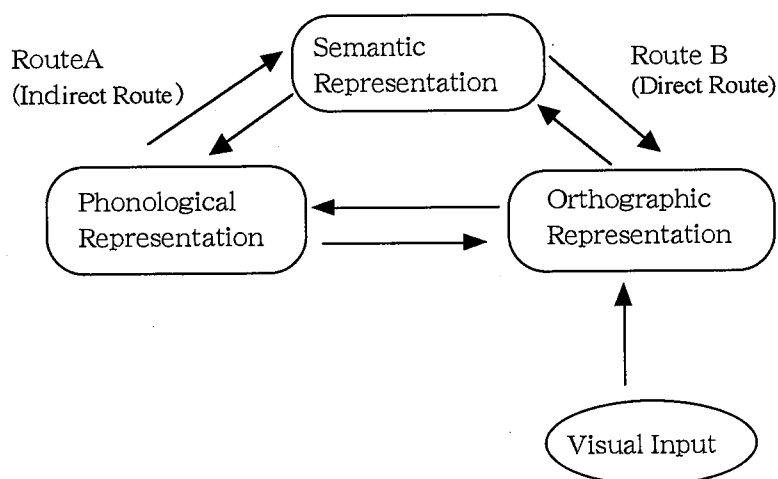 RouteA
(Indirect Route)
Semantic
Representation
Route B
(Direct Route)
Phonological
Representation
Orthographic
Representation
Visual Input